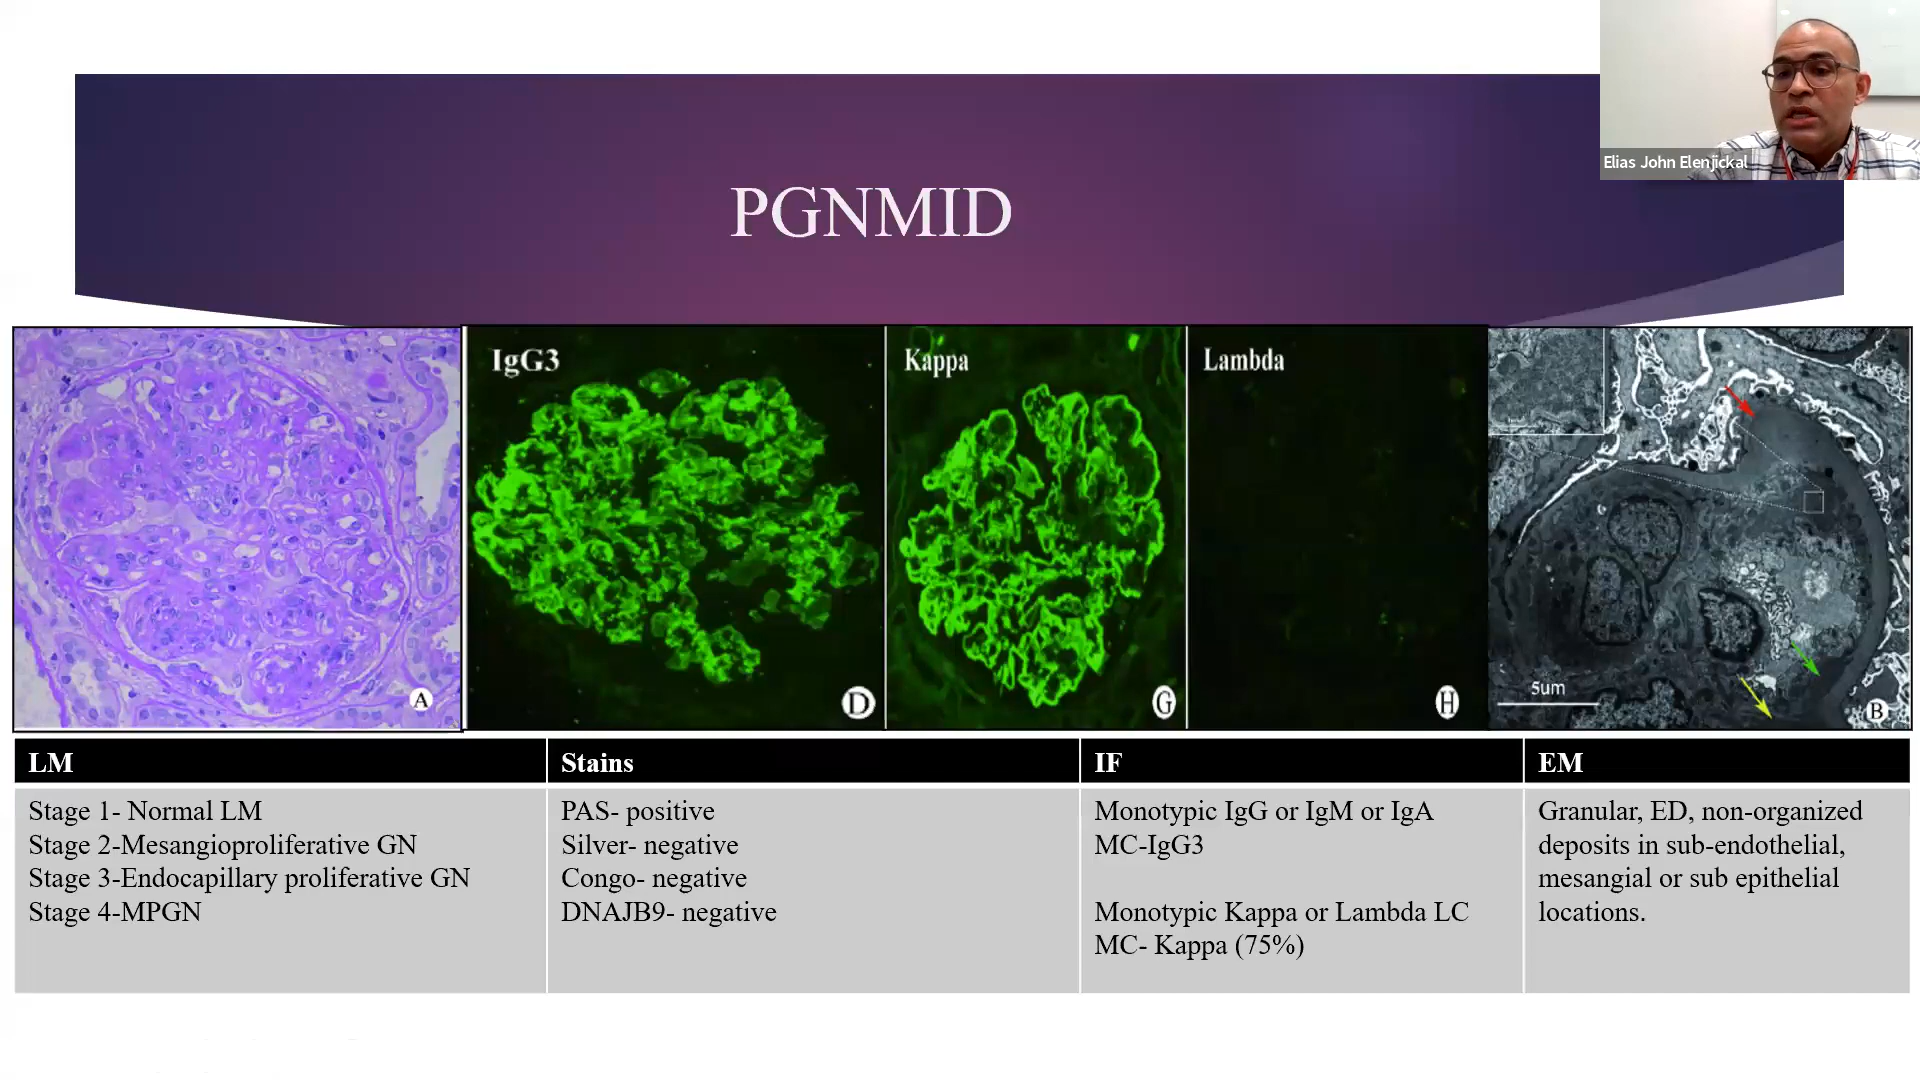 Elias John Elenjickal
PGNMID
IgG3
Kappa
Lambda
5um
A
D
G
H
B
LM
Stains
IF
EM
Stage 1- Normal LM
Stage 2-Mesangioproliferative GN
Stage 3-Endocapillary proliferative GN
Stage 4-MPGN
PAS- positive
Silver- negative
Congo- negative
DNAJB9- negative
Monotypic IgG or IgM or IgA
MC-IgG3
Monotypic Kappa or Lambda LC
MC- Kappa (75%)
Granular, ED, non-organized
deposits in sub-endothelial,
mesangial or sub epithelial
locations.